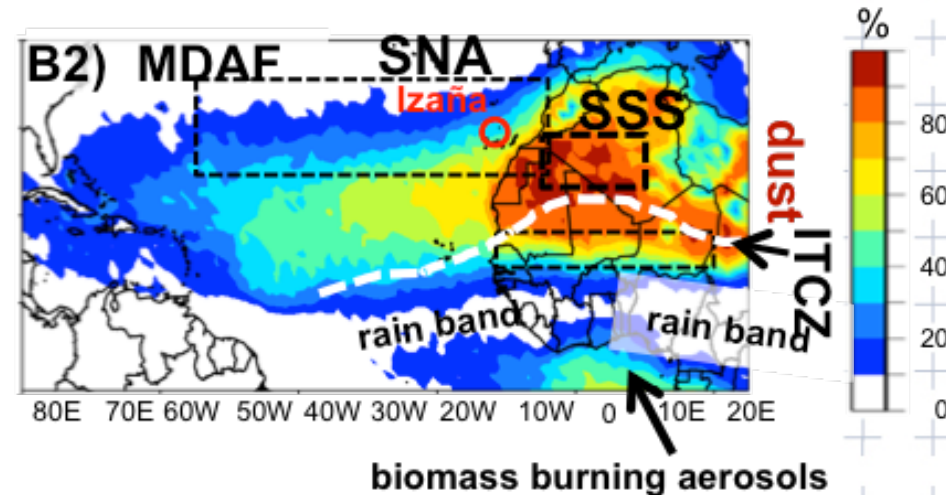 %
B2) MDAF SNA
Izaña
SSS
dust
ITCZ
80
60
40
20
0
rain band
rain band
80E 70E 60W 50W 40W 30W 20W 10W 0 10E 20E
biomass burning aerosols